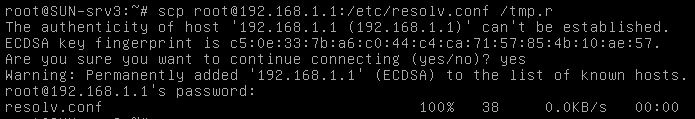 root@SUN-srv3:~# scp root@192.168.1.1:/etc/resolv.conf /tmp.r
The authenticity of host '192.168.1.1 (192.168.1.1)' can't be established.
ECDSA key fingerprint is c5:0e:33:7b:a6:c0:44:c4:ca:71:57:85:4b:10:ae:57.
Are you sure you want to continue connecting (yes/no)? yes
Warning: Permanently added '192.168.1.1' (ECDSA) to the list of known hosts.
root@192.168.1.1's password:
resolv.conf 100% 38 0.0KB/s 00:00